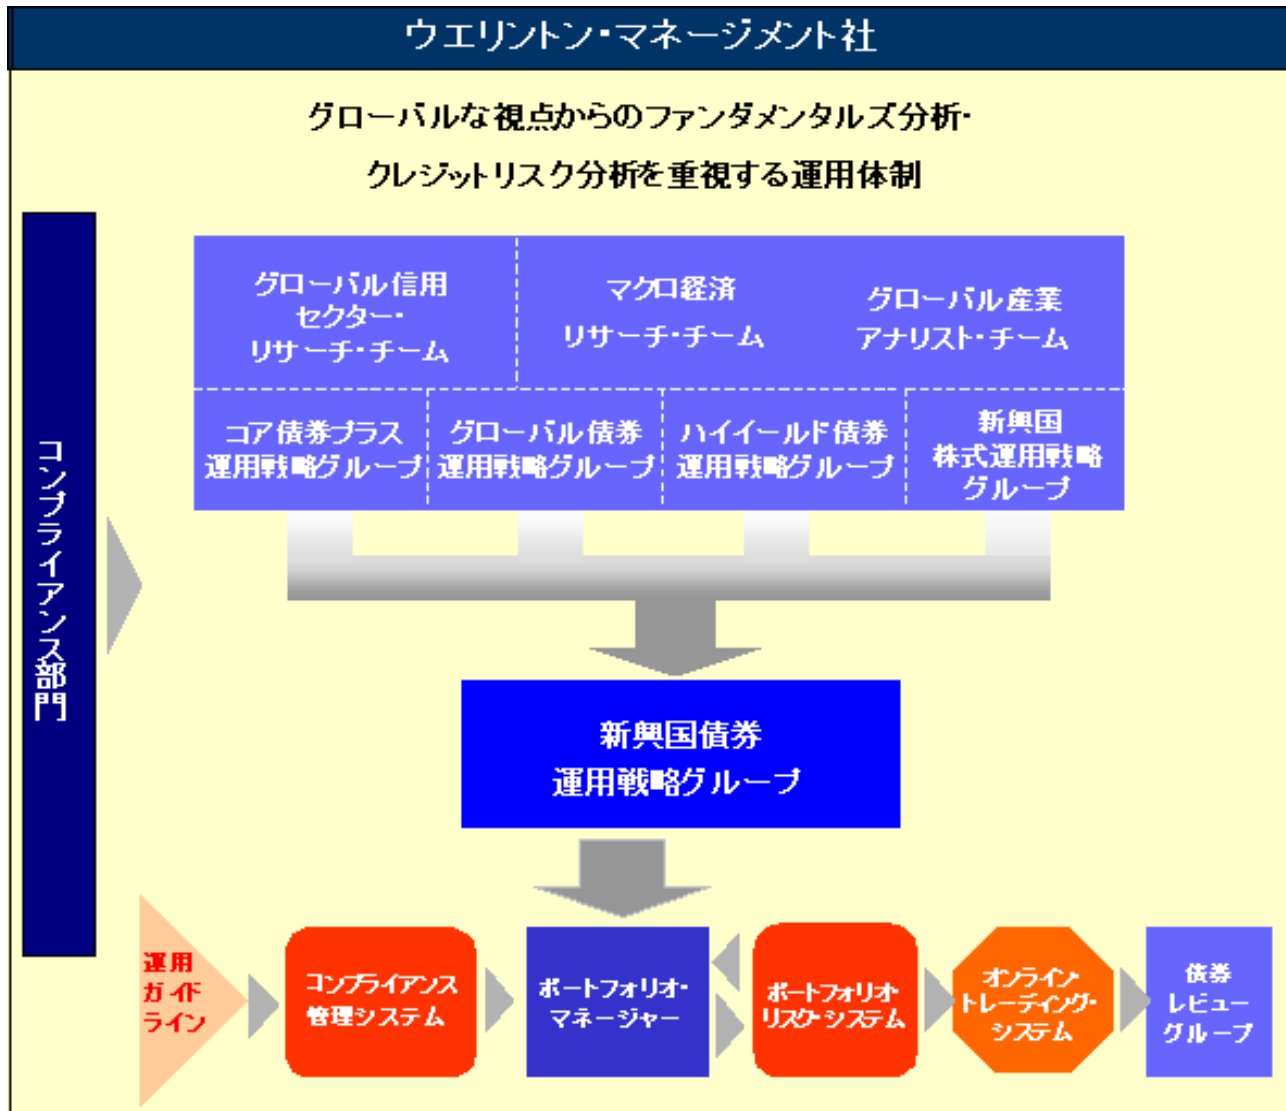 ウエリントン・マネージメント社
グローバルな視点からのファンダメンタルズ分析・
クレジットリスク分析を重視する運用体制
コンプライアンス部門
グローバル信用
セクター・
リサーチ・チーム
マクロ経済
リサーチ・チーム
グローバル産業
アナリスト・チーム
コア債券プラス
運用戦略グループ
グローバル債券
運用戦略グループ
ハイイールド債券
運用戦略グループ
新興国
株式運用戦略
グループ
新興国債券
運用戦略グループ
運用
ガイド
ライン
コンプライアンス
管理システム
ポートフォリオ・
マネージャー
ポートフォリオ・
リスク・システム
オンライン・
トレーディング・
システム
債券
レビュー
グループ